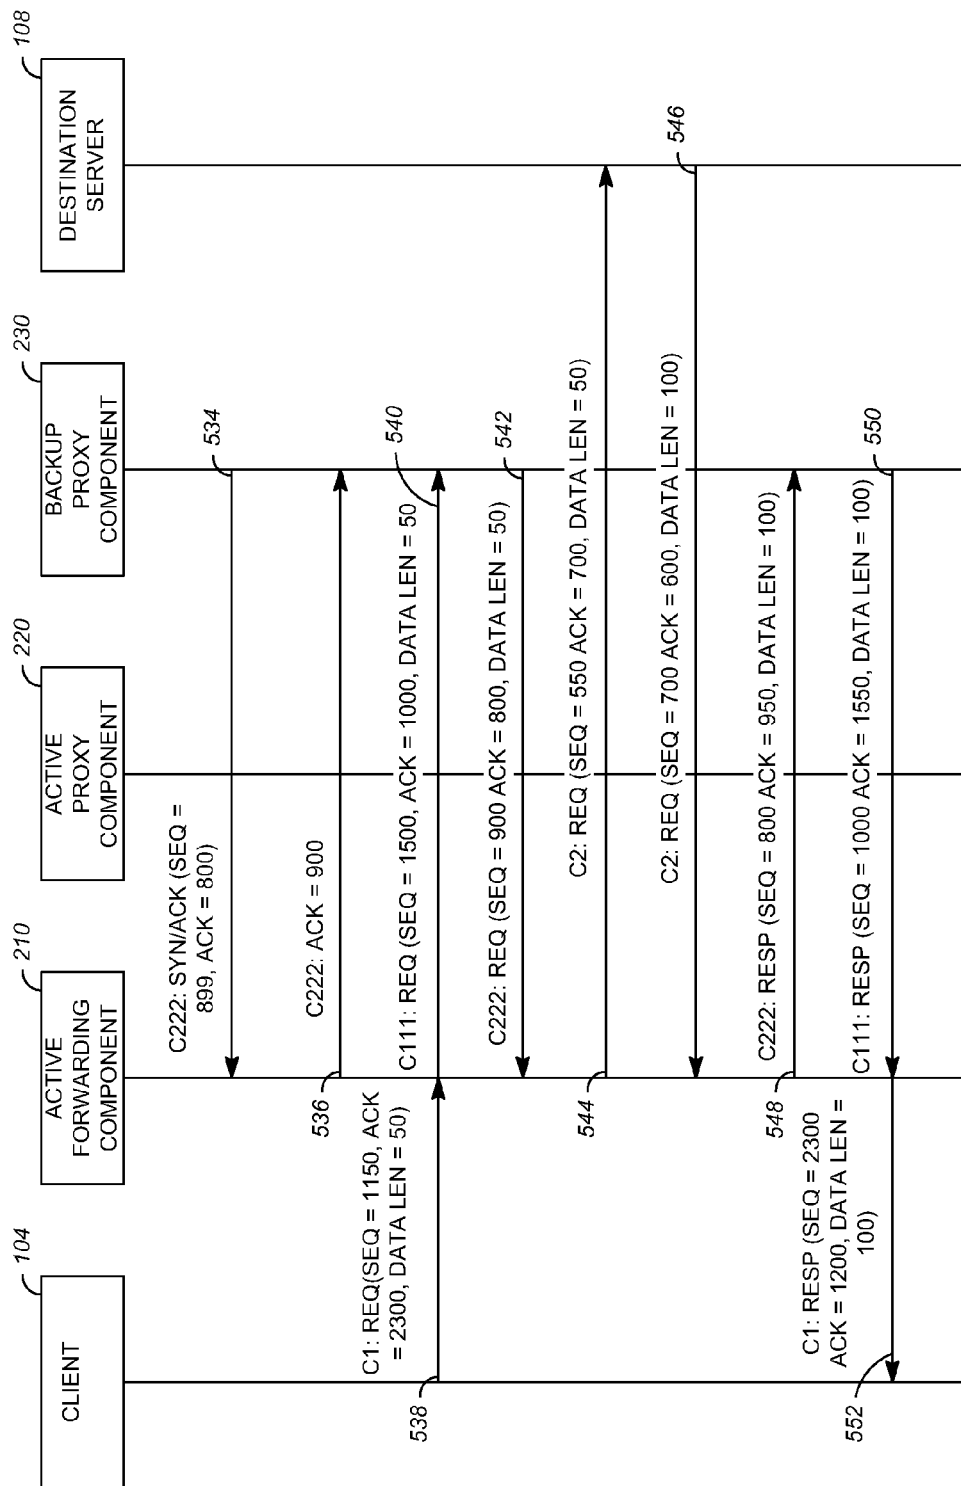 CLIENT
104
ACTIVE
FORWARDING
COMPONENT
210
ACTIVE
PROXY
COMPONENT
220
BACKUP
PROXY
COMPONENT
230
DESTINATION
SERVER
108
C222: SYN/ACK (SEQ =
899, ACK = 800)
534
C222: ACK = 900
536
C1: REQ(SEQ = 1150, ACK
= 2300, DATA LEN = 50)
538
C111: REQ (SEQ = 1500, ACK = 1000, DATA LEN = 50
540
C222: REQ (SEQ = 900 ACK = 800, DATA LEN = 50)
542
C2: REQ (SEQ = 550 ACK = 700, DATA LEN = 50)
544
C2: REQ (SEQ = 700 ACK = 600, DATA LEN = 100)
546
C222: RESP (SEQ = 800 ACK = 950, DATA LEN = 100)
548
C111: RESP (SEQ = 1000 ACK = 1550, DATA LEN = 100)
550
C1: RESP (SEQ = 2300
ACK = 1200, DATA LEN =
100)
552